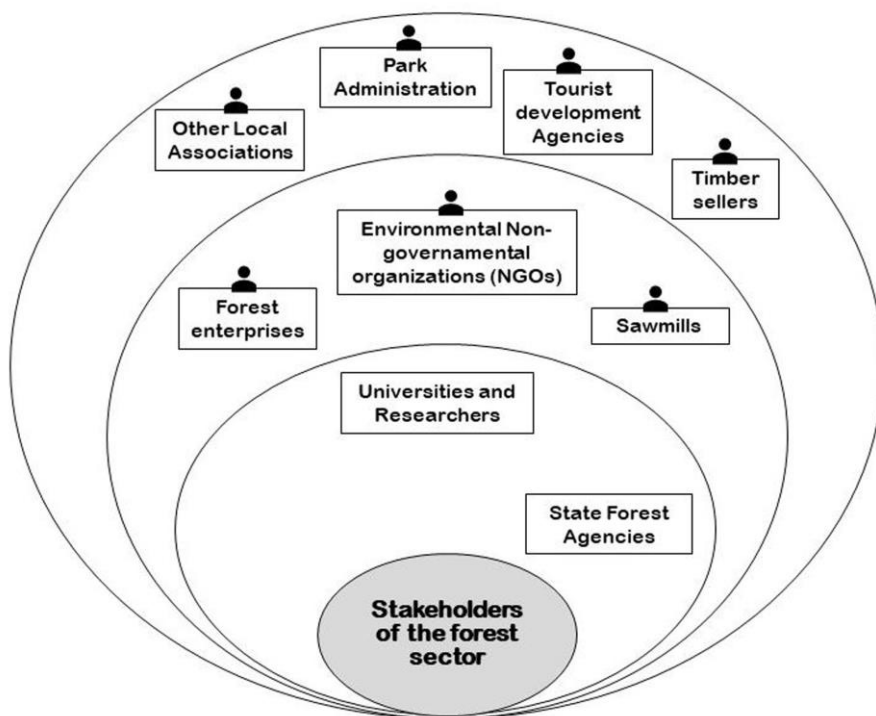 Park
Administration
Tourist
development
Agencies
Other Local
Associations
Timber
sellers
Environmental Non-
governamental
organizations (NGOs)
Forest
enterprises
Sawmills
Universities and
Researchers
State Forest
Agencies
Stakeholders
of the forest
sector